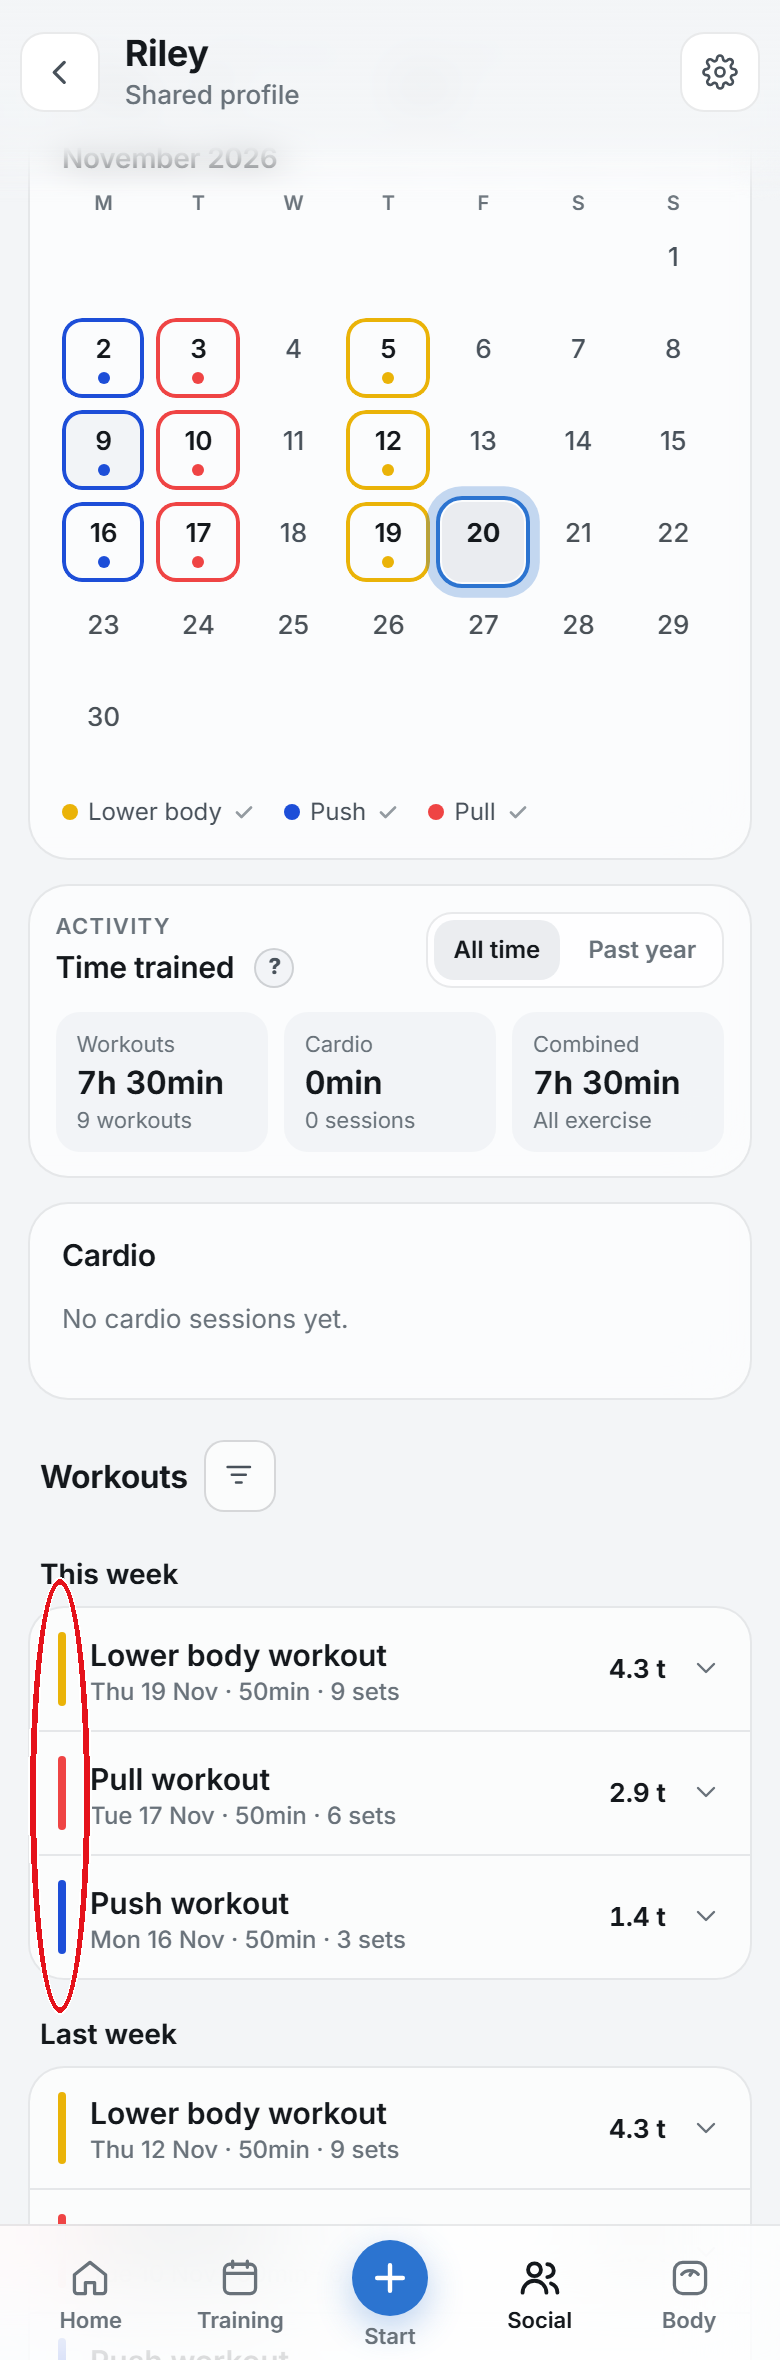 Riley
Shared profile
November 2026
M T W T F S S
1
2 3 4 5 6 7 8
9 10 11 12 13 14 15
16 17 18 19 20 21 22
23 24 25 26 27 28 29
30
Lower body Push Pull
ACTIVITY
Time trained ?
All time Past year
Workouts Cardio Combined
7h 30min 0min 7h 30min
9 workouts 0 sessions All exercise
Cardio
No cardio sessions yet.
Workouts
This week
Lower body workout
Thu 19 Nov · 50min · 9 sets
4.3 t
Pull workout
Tue 17 Nov · 50min · 6 sets
2.9 t
Push workout
Mon 16 Nov · 50min · 3 sets
1.4 t
Last week
Lower body workout
Thu 12 Nov · 50min · 9 sets
4.3 t
Home Training Start Social Body
Push workout